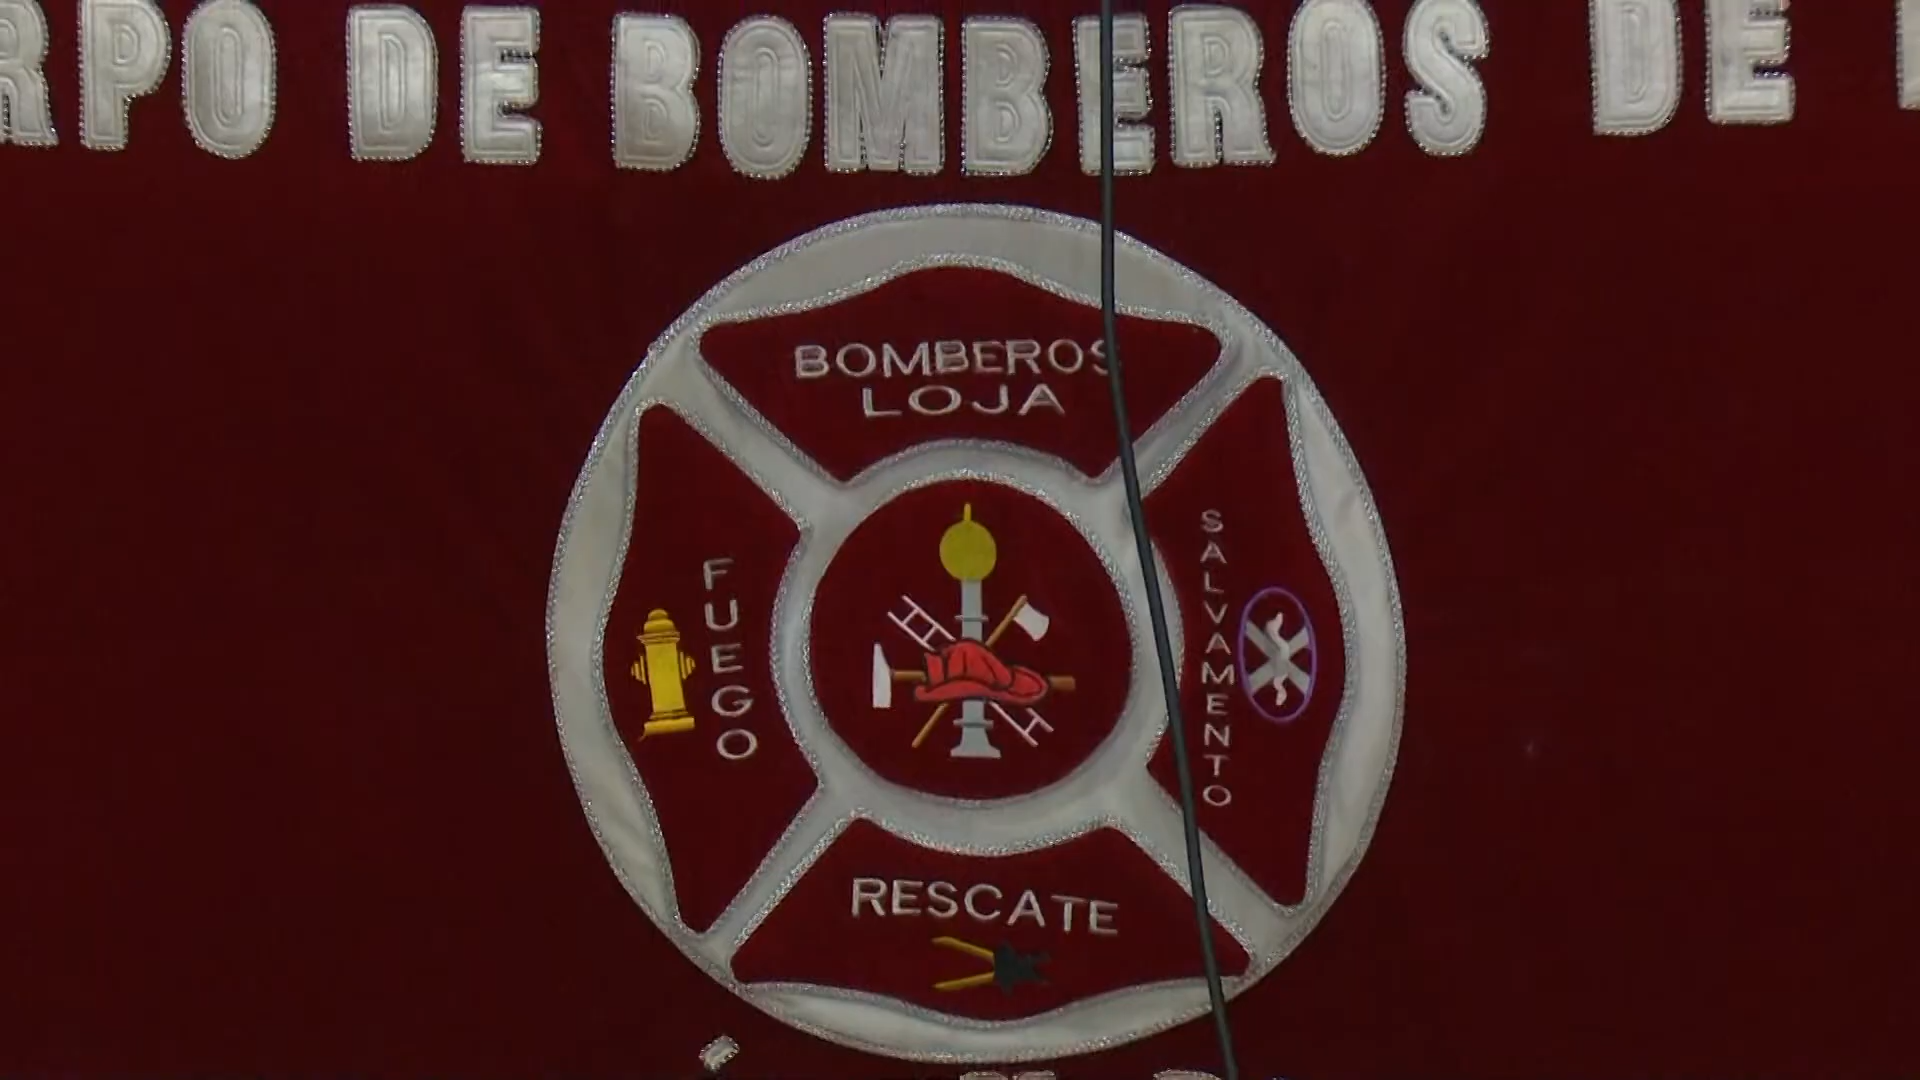 RPO DE BOMBEROS DE
BOMBEROS
LOJA
FUEGO
SALVAMENTO
RESCATE